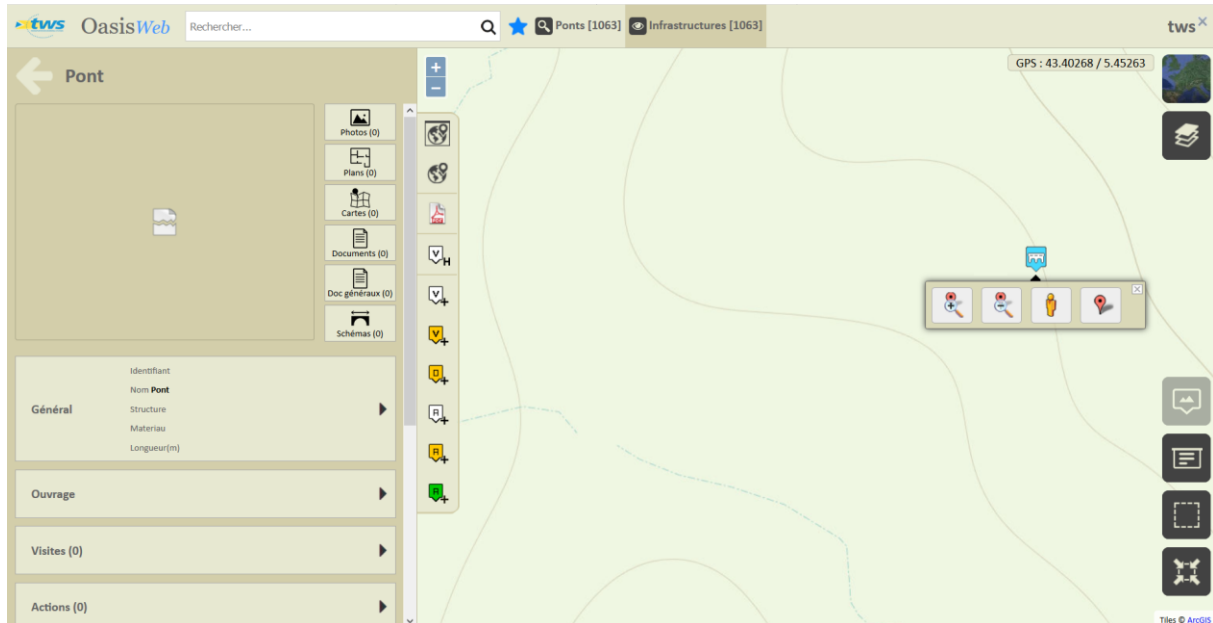 tws OasisWeb Rechercher... Ponts [1063] Infrastructures [1063] tws
Pont
GPS : 43.40268 / 5.45263
Photos (0)
Plans (0)
Cartes (0)
Documents (0)
Doc généraux (0)
Schémas (0)
Général
Identifiant
Nom Pont
Structure
Materiau
Longueur(m)
Ouvrage
Visites (0)
Actions (0)
V H
V +
V +
D +
R +
R +
R +
Tiles © ArcGIS